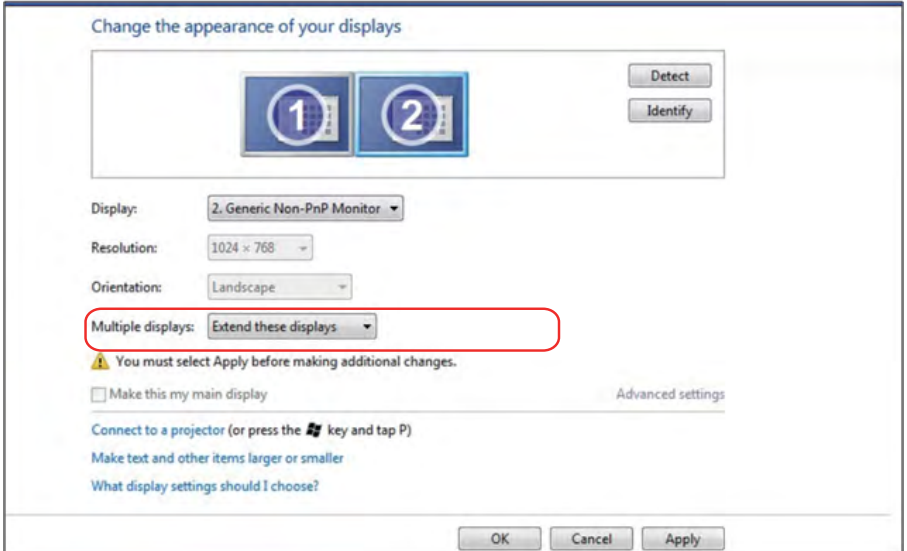 Change the appearance of your displays
1 2
Detect
Identify
Display: 2. Generic Non-PnP Monitor
Resolution: 1024 × 768
Orientation: Landscape
Multiple displays: Extend these displays
You must select Apply before making additional changes.
Make this my main display Advanced settings
Connect to a projector (or press the key and tap P)
Make text and other items larger or smaller
What display settings should I choose?
OK Cancel Apply